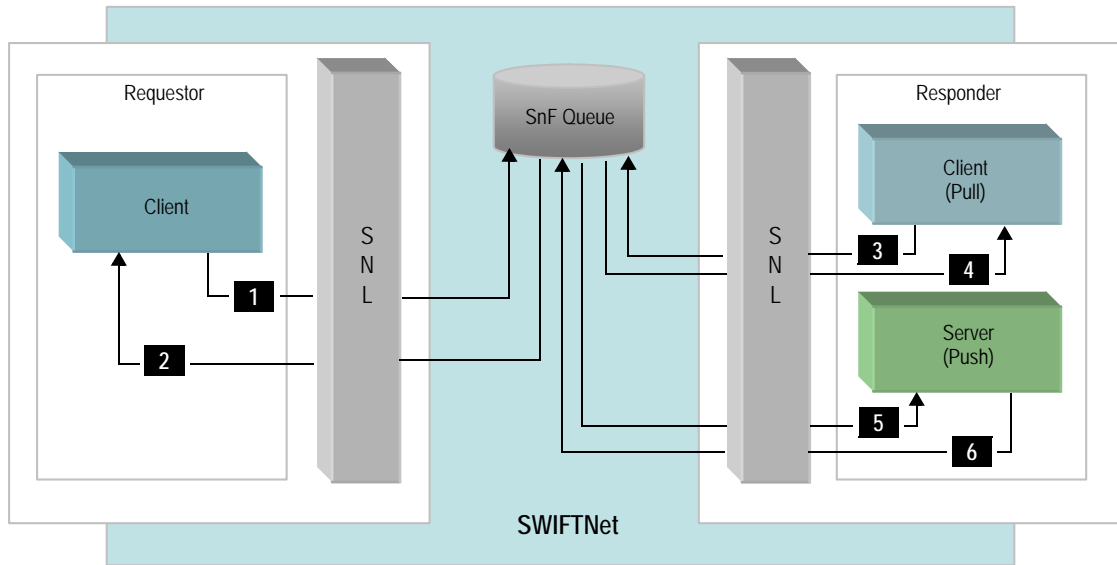 Requestor
SnF Queue
Responder
Client
Client
(Pull)
S
N
L
S
N
L
3
4
1
Server
(Push)
2
5
6
SWIFTNet